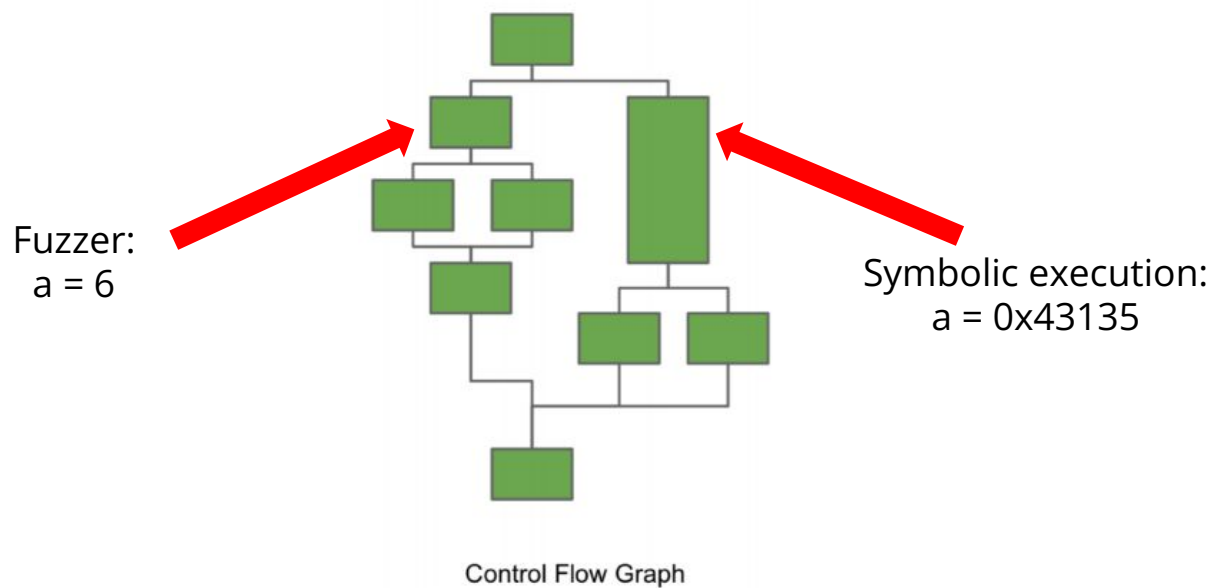 Fuzzer:
a = 6
Symbolic execution:
a = 0x43135
Control Flow Graph